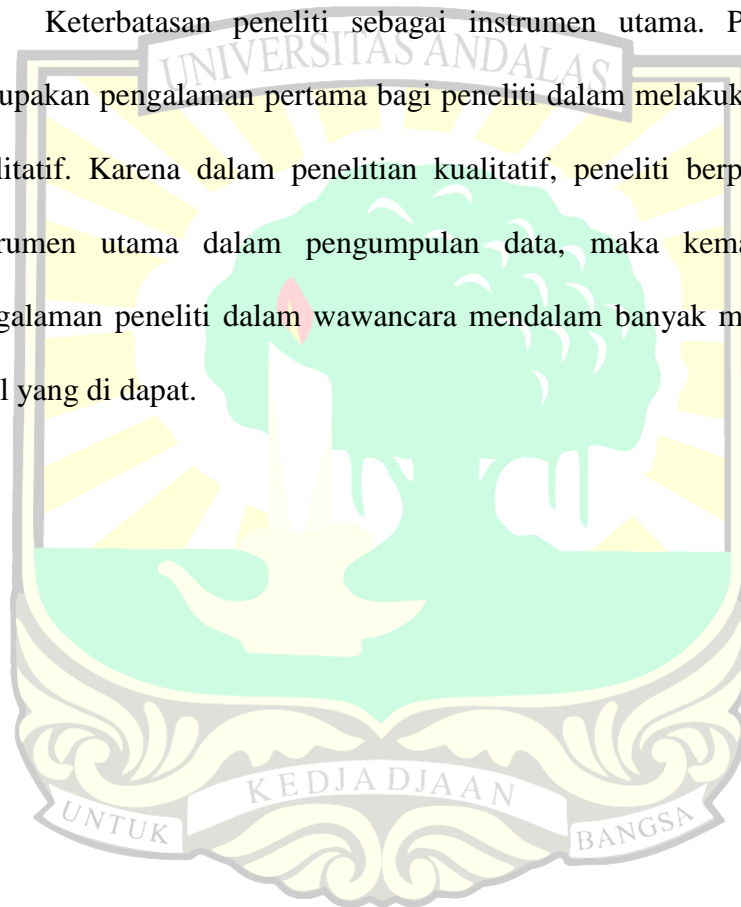 Keterbatasan peneliti sebagai instrumen utama. P
UNIVERSITAS ANDALAS
upakan pengalaman pertama bagi peneliti dalam melakuk
litatif. Karena dalam penelitian kualitatif, peneliti berp
rumen utama dalam pengumpulan data, maka kema
galaman peneliti dalam wawancara mendalam banyak m
l yang di dapat.
UNTUK KEDJADJAAN BANGSA